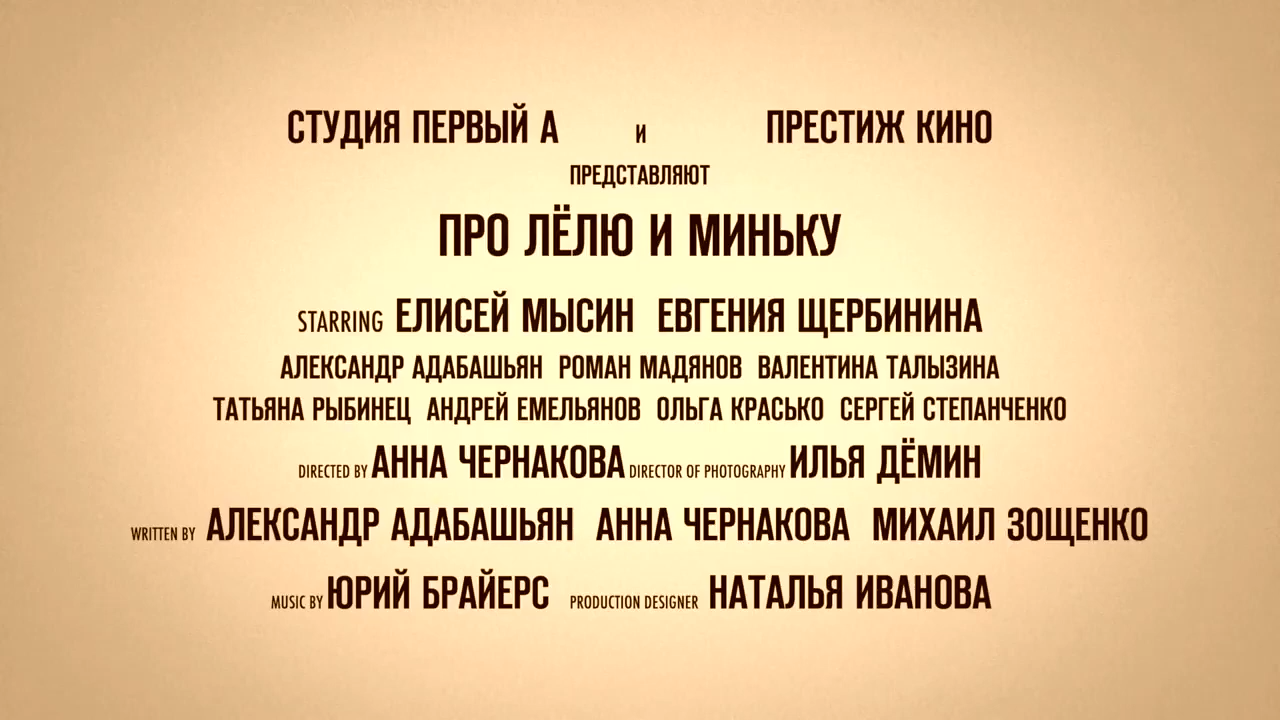 СТУДИЯ ПЕРВЫЙ А И ПРЕСТИЖ КИНО
ПРЕДСТАВЛЯЮТ
ПРО ЛЁЛЮ И МИНЬКУ
STARRING ЕЛИСЕЙ МЫСИН ЕВГЕНИЯ ЩЕРБИНИНА
АЛЕКСАНДР АДАБАШЬЯН РОМАН МАДЯНОВ ВАЛЕНТИНА ТАЛЫЗИНА
ТАТЬЯНА РЫБИНЕЦ АНДРЕЙ ЕМЕЛЬЯНОВ ОЛЬГА КРАСЬКО СЕРГЕЙ СТЕПАНЧЕНКО
DIRECTED BY АННА ЧЕРНАКОВА DIRECTOR OF PHOTOGRAPHY ИЛЬЯ ДЁМИН
WRITTEN BY АЛЕКСАНДР АДАБАШЬЯН АННА ЧЕРНАКОВА МИХАИЛ ЗОЩЕНКО
MUSIC BY ЮРИЙ БРАЙЕРС PRODUCTION DESIGNER НАТАЛЬЯ ИВАНОВА